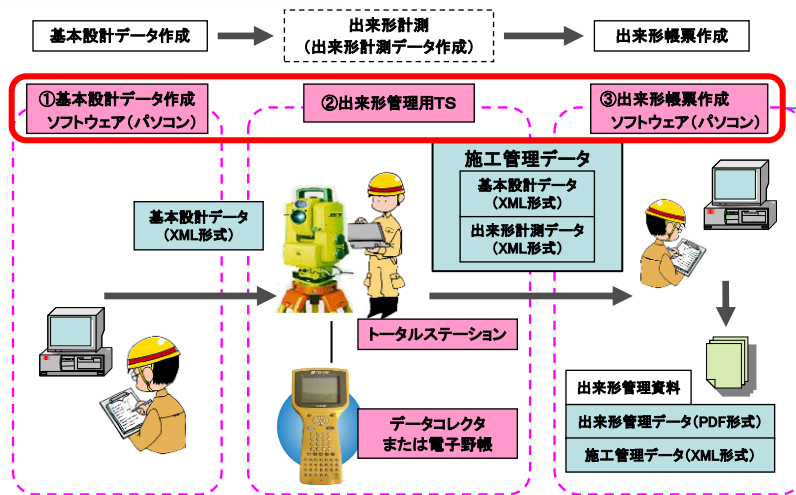 基本設計データ作成
出来形計測
(出来形計測データ作成)
出来形帳票作成
①基本設計データ作成
ソフトウェア(パソコン)
②出来形管理用TS
③出来形帳票作成
ソフトウェア(パソコン)
基本設計データ
(XML形式)
施工管理データ
基本設計データ
(XML形式)
出来形計測データ
(XML形式)
トータルステーション
データコレクタ
または電子野帳
出来形管理資料
出来形管理データ(PDF形式)
施工管理データ(XML形式)